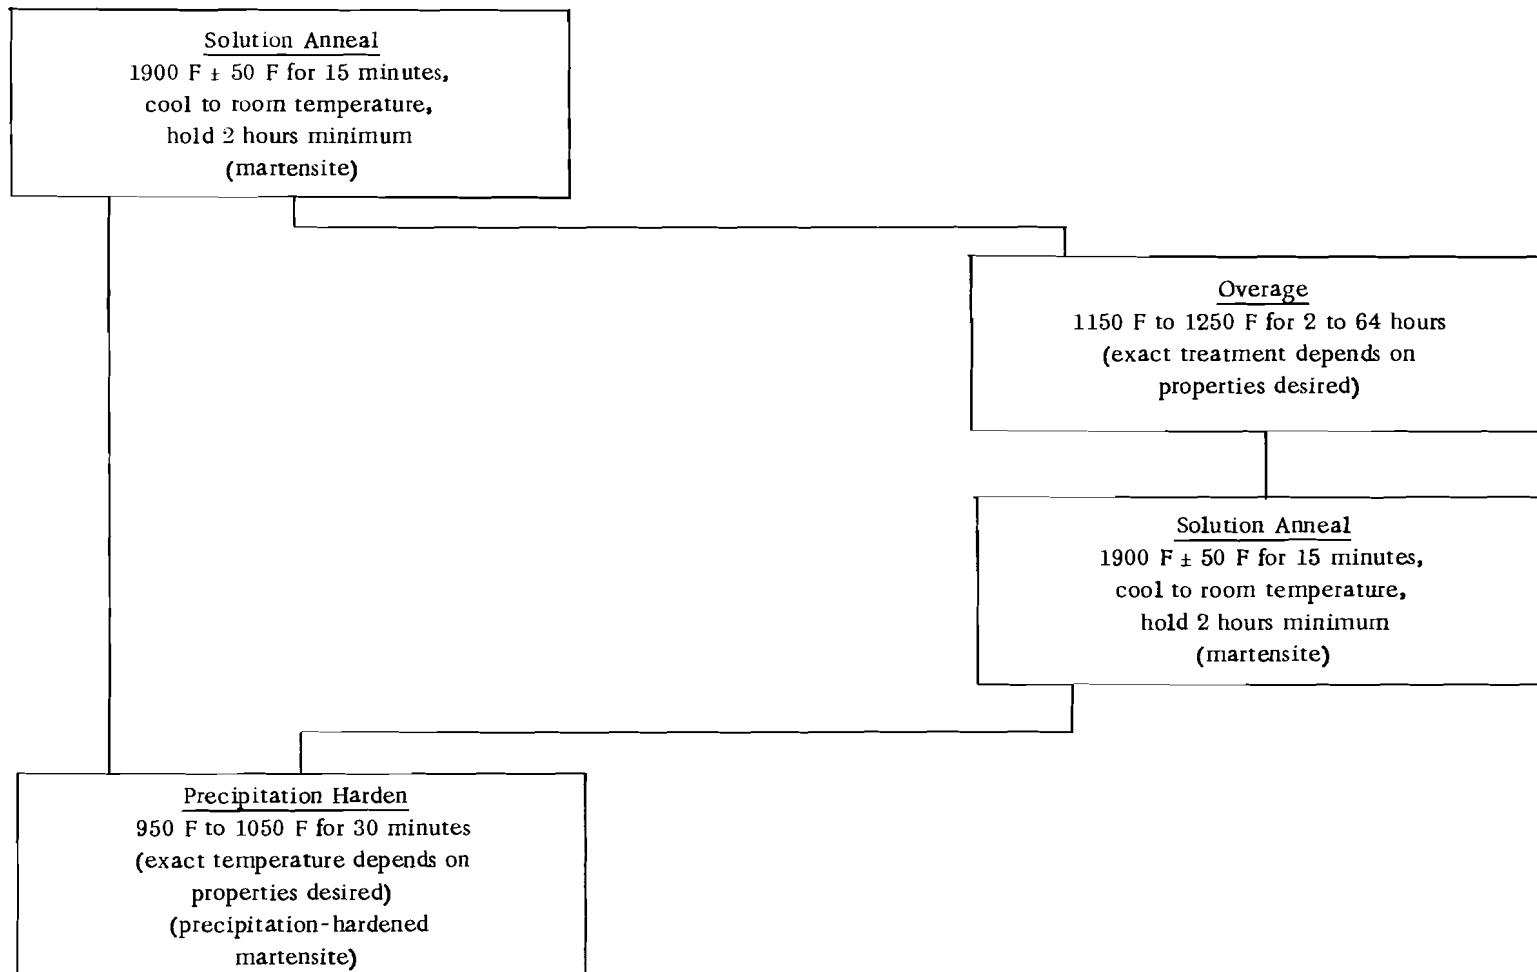 Solution Anneal
1900 F ± 50 F for 15 minutes,
cool to room temperature,
hold 2 hours minimum
(martensite)
Overage
1150 F to 1250 F for 2 to 64 hours
(exact treatment depends on
properties desired)
Solution Anneal
1900 F ± 50 F for 15 minutes,
cool to room temperature,
hold 2 hours minimum
(martensite)
Precipitation Harden
950 F to 1050 F for 30 minutes
(exact temperature depends on
properties desired)
(precipitation-hardened
martensite)